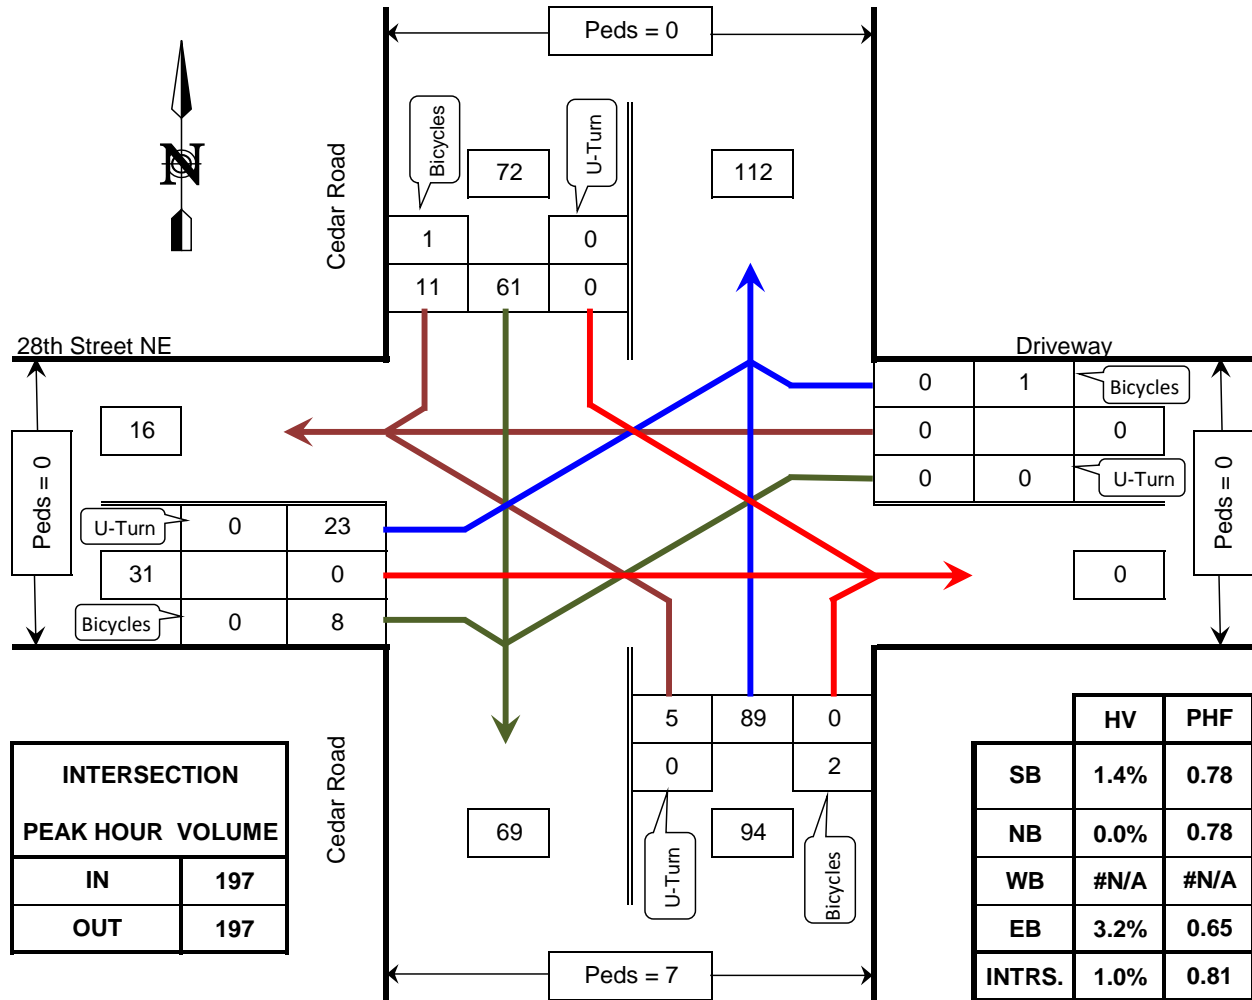 Peds = 0
N
Cedar Road
Bicycles
72
U-Turn
112
1
0
11 61 0
28th Street NE
Driveway
Peds = 0
16
0 1 Bicycles
0 0
0 0 U-Turn
Peds = 0
U-Turn 0 23
31 0
Bicycles 0 8
0
5 89 0
0 2
Cedar Road
69
U-Turn
94
Bicycles
INTERSECTION
PEAK HOUR VOLUME
IN 197
OUT 197
HV PHF
SB 1.4% 0.78
NB 0.0% 0.78
WB #N/A #N/A
EB 3.2% 0.65
INTRS. 1.0% 0.81
Peds = 7